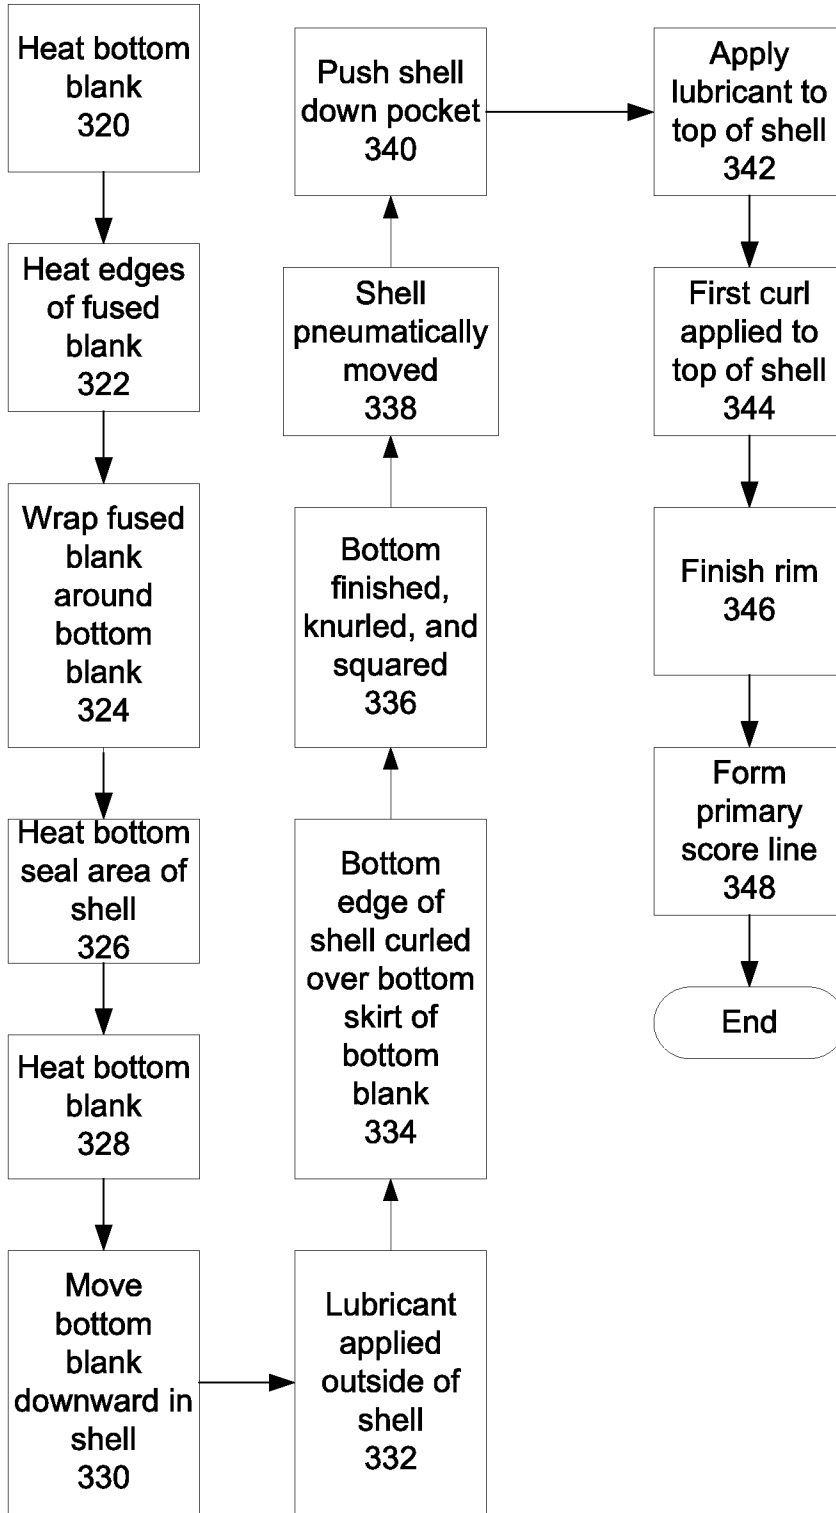 Heat bottom
blank
320
Heat edges
of fused
blank
322
Wrap fused
blank
around
bottom
blank
324
Heat bottom
seal area of
shell
326
Heat bottom
blank
328
Move
bottom
blank
downward in
shell
330
Lubricant
applied
outside of
shell
332
Bottom
edge of
shell curled
over bottom
skirt of
bottom
blank
334
Bottom
finished,
knurled, and
squared
336
Shell
pneumatically
moved
338
Push shell
down pocket
340
Apply
lubricant to
top of shell
342
First curl
applied to
top of shell
344
Finish rim
346
Form
primary
score line
348
End